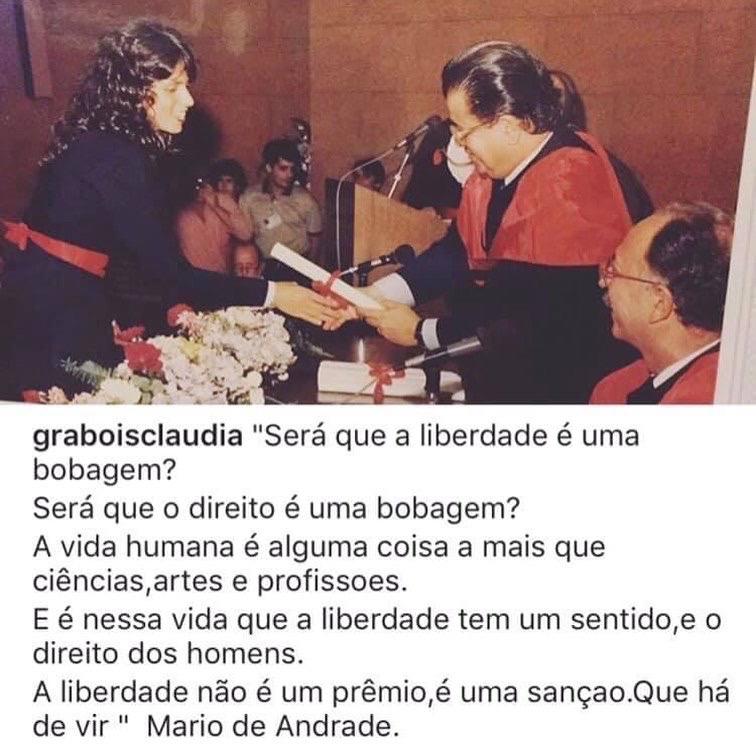 graboisclaudia "Será que a liberdade é uma
bobagem?
Será que o direito é uma bobagem?
A vida humana é alguma coisa a mais que
ciências,artes e profissoes.
E é nessa vida que a liberdade tem um sentido,e o
direito dos homens.
A liberdade não é um prêmio,é uma sançao.Que há
de vir " Mario de Andrade.